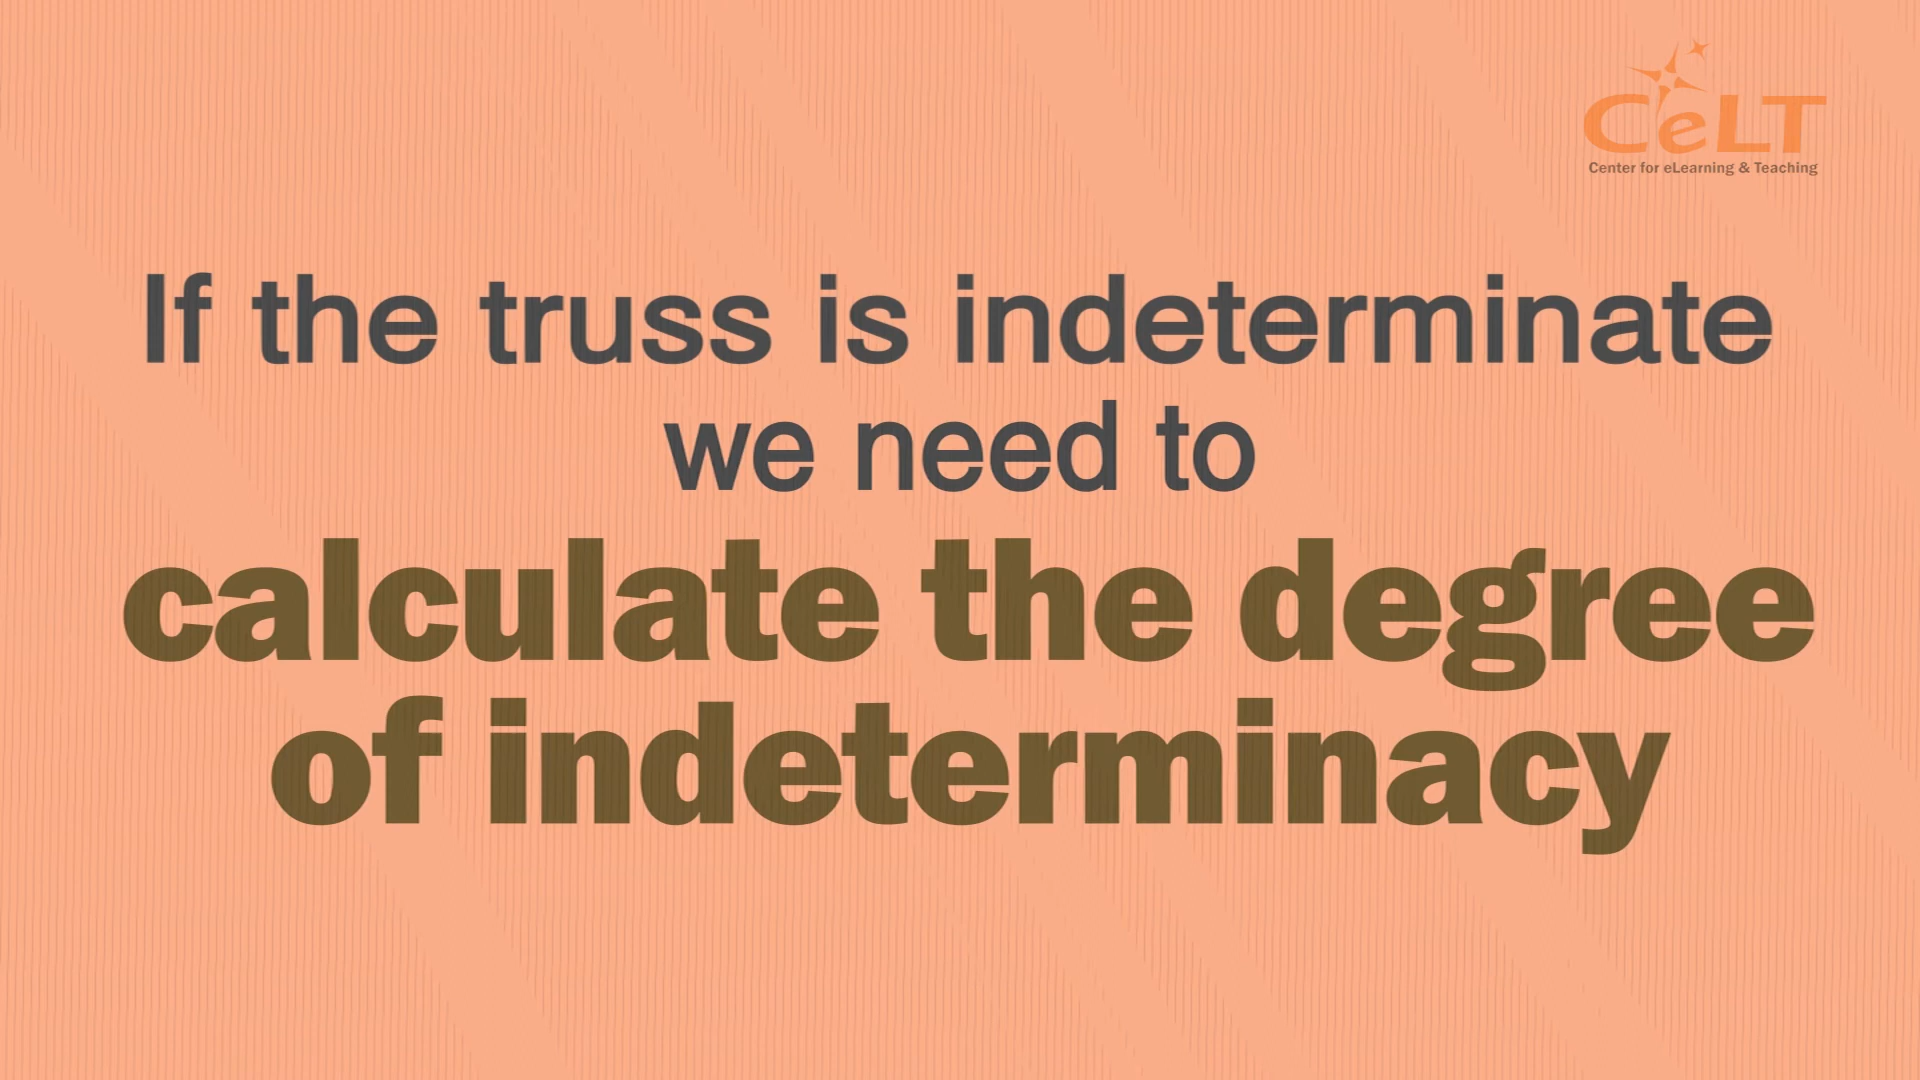 CeLT
Center for eLearning & Teaching
If the truss is indeterminate
we need to
calculate the degree
of indeterminacy